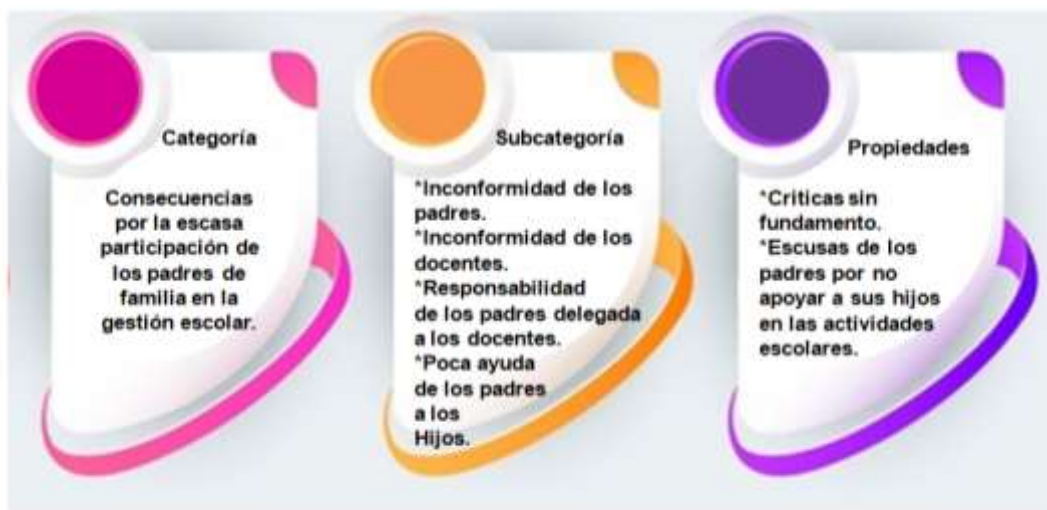 Categoría
Consecuencias
por la escasa
participación de
los padres de
familia en la
gestión escolar.
Subcategoría
*Inconformidad de los
padres.
*Inconformidad de los
docentes.
*Responsabilidad
de los padres delegada
a los docentes.
*Poca ayuda
de los padres
a los
Hijos.
Propiedades
*Criticas sin
fundamento.
*Escusas de los
padres por no
apoyar a sus hijos
en las actividades
escolares.